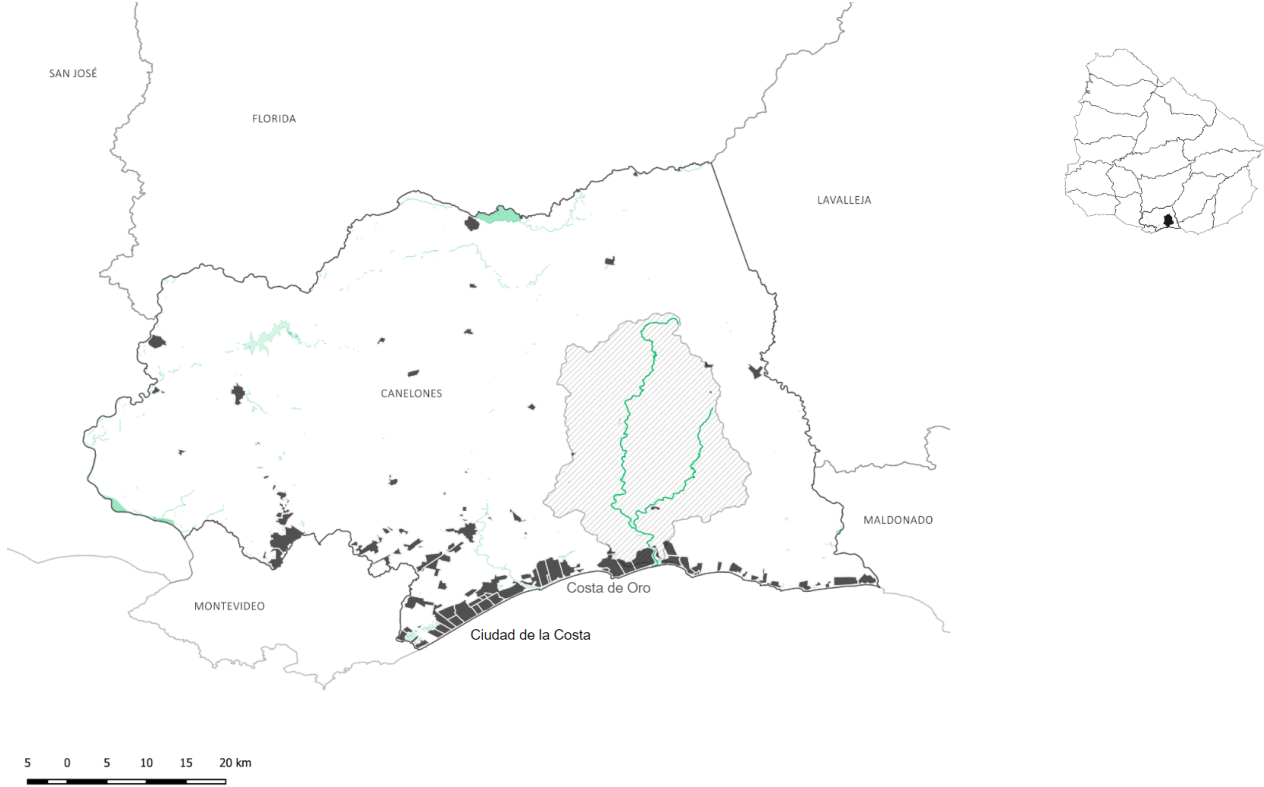 SAN JOSÉ
FLORIDA
LAVALLEJA
CANELONES
MALDONADO
Costa de Oro
MONTEVIDEO
Ciudad de la Costa
5 0 5 10 15 20 km